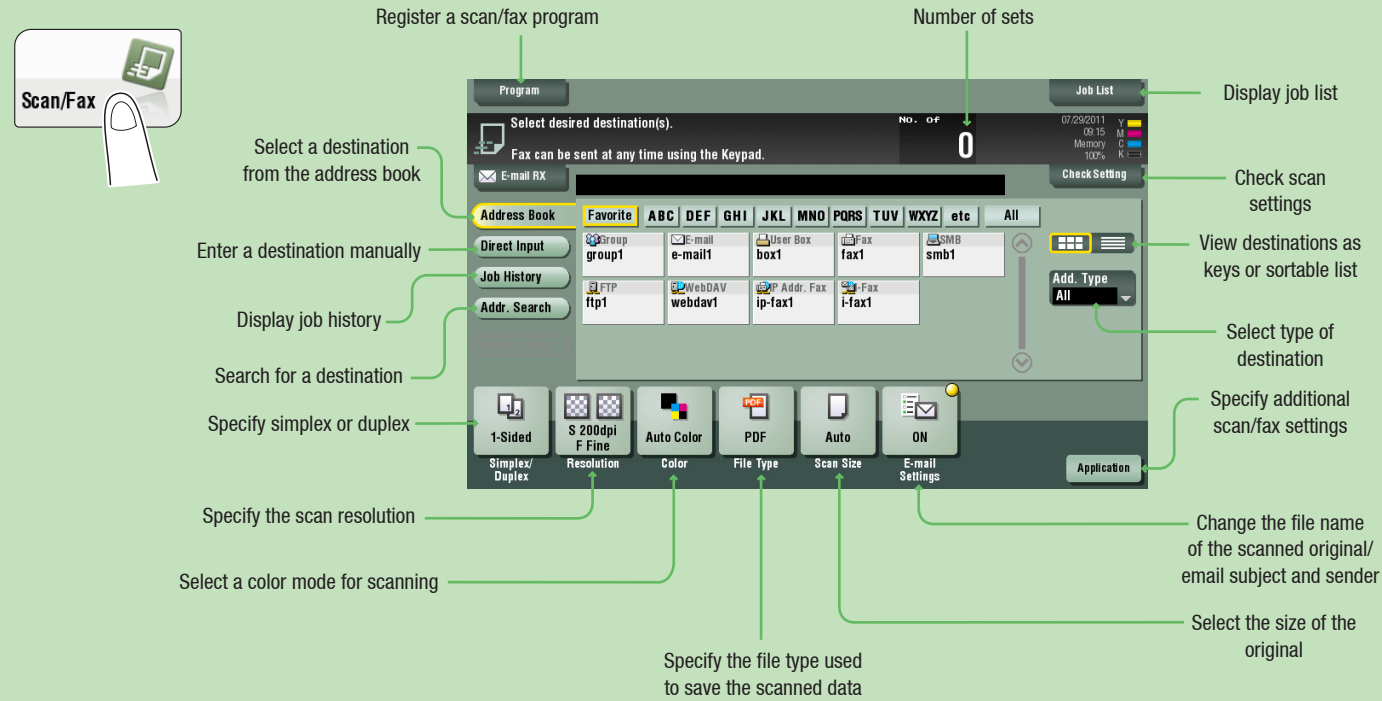 Register a scan/fax program
Number of sets
Scan/Fax
Program
Job List
Display job list
Select desired destination(s).
No. of
0
07/29/2011
09:15
Memory
100%
Y
M
C
K
Fax can be sent at any time using the Keypad.
Select a destination
from the address book
E-mail RX
Check Setting
Check scan
settings
Address Book
Favorite ABC DEF GHI JKL MNO PQRS TUV WXYZ etc All
Enter a destination manually
Direct Input
Group
group1
E-mail
e-mail1
User Box
box1
Fax
fax1
SMB
smb1
View destinations as
keys or sortable list
Job History
Display job history
FTP
ftp1
WebDAV
webdav1
IP Addr. Fax
ip-fax1
I-Fax
i-fax1
Add. Type
All
Addr. Search
Select type of
destination
Search for a destination
Specify simplex or duplex
1-Sided
Simplex/
Duplex
S 200dpi
F Fine
Resolution
Auto Color
Color
PDF
PDF
File Type
Auto
Scan Size
ON
E-mail
Settings
Application
Specify additional
scan/fax settings
Specify the scan resolution
Change the file name
of the scanned original/
email subject and sender
Select a color mode for scanning
Select the size of the
original
Specify the file type used
to save the scanned data